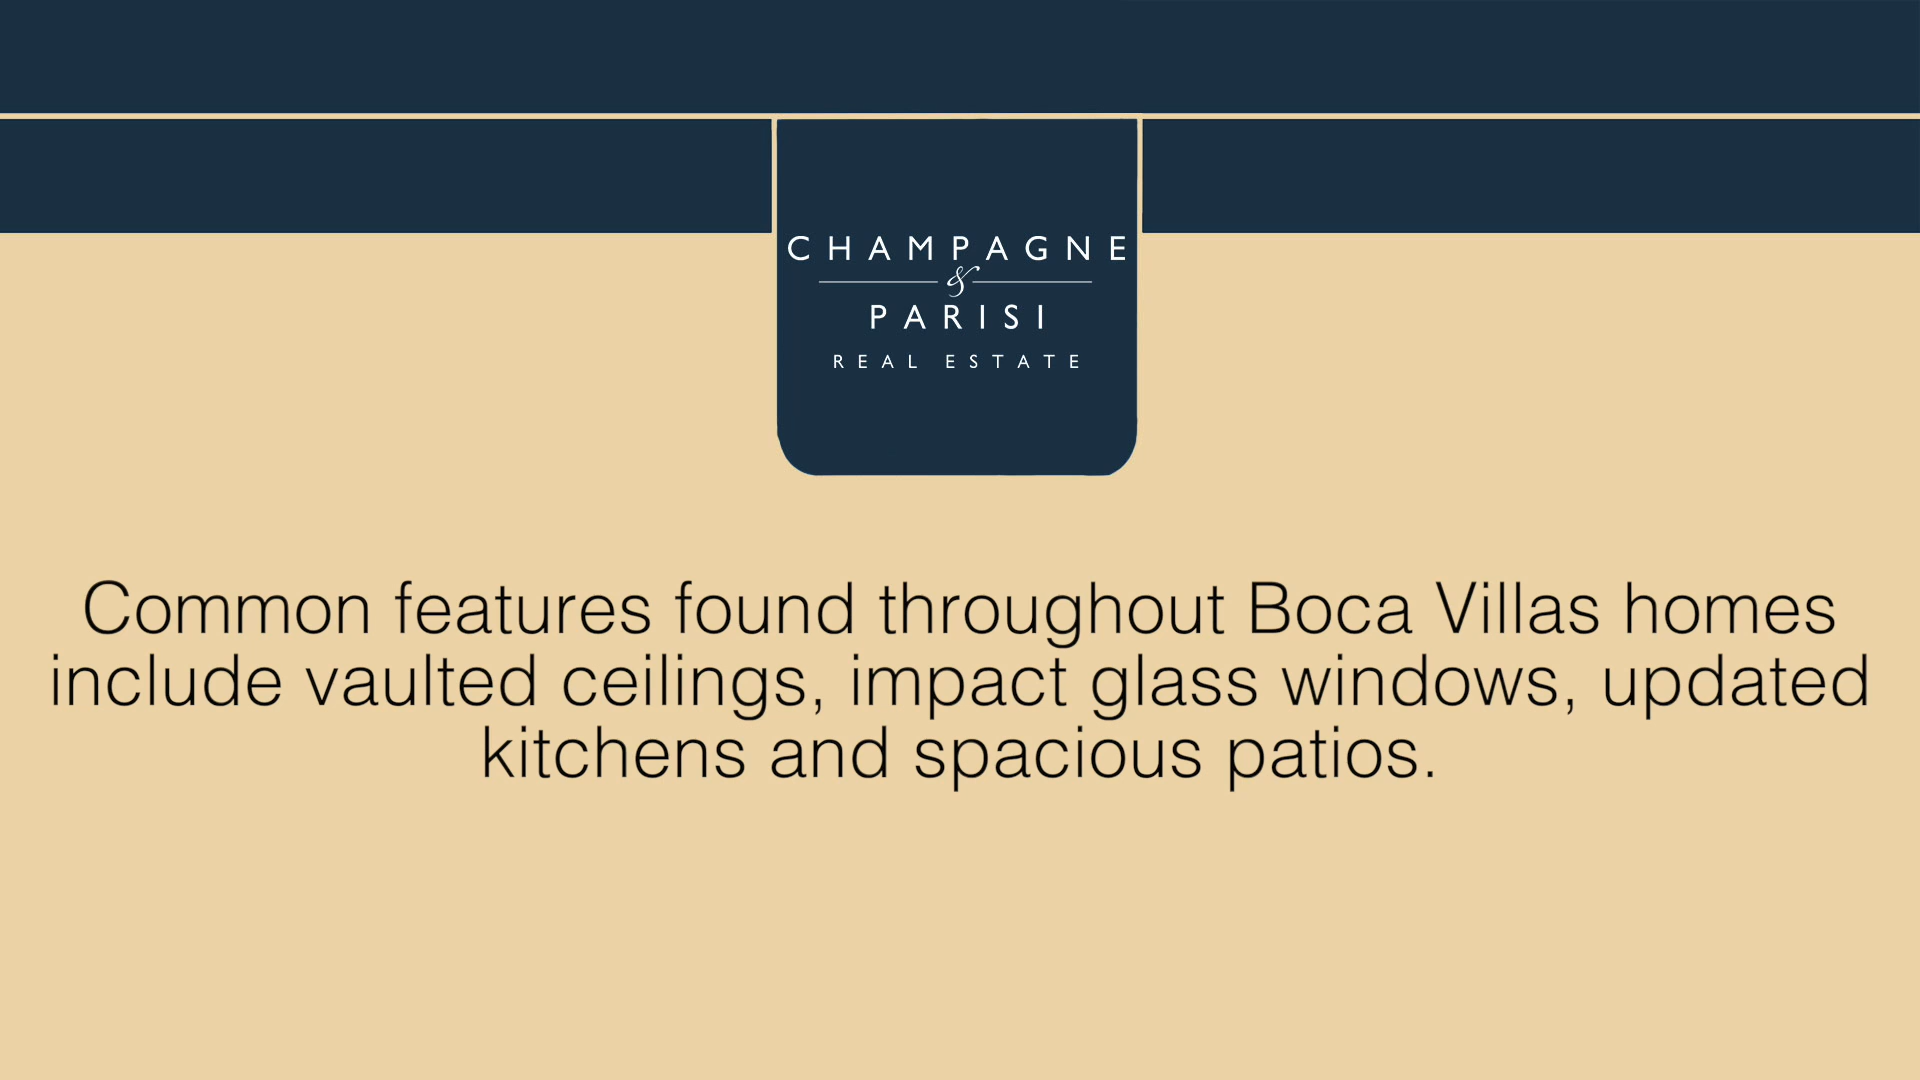 CHAMPAGNE
&
PARISI
REAL ESTATE
Common features found throughout Boca Villas homes
include vaulted ceilings, impact glass windows, updated
kitchens and spacious patios.